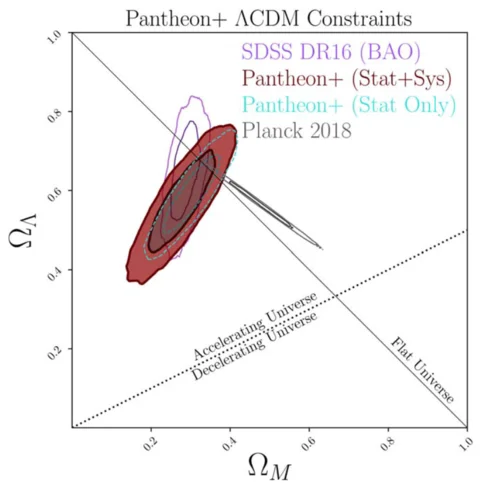 Pantheon+ ΛCDM Constraints
SDSS DR16 (BAO)
Pantheon+ (Stat+Sys)
Pantheon+ (Stat Only)
Planck 2018
1.0
0.8
0.6
0.4
0.2
Ω_Λ
Accelerating Universe
Decelerating Universe
Flat Universe
0.2
0.4
0.6
0.8
1.0
Ω_M